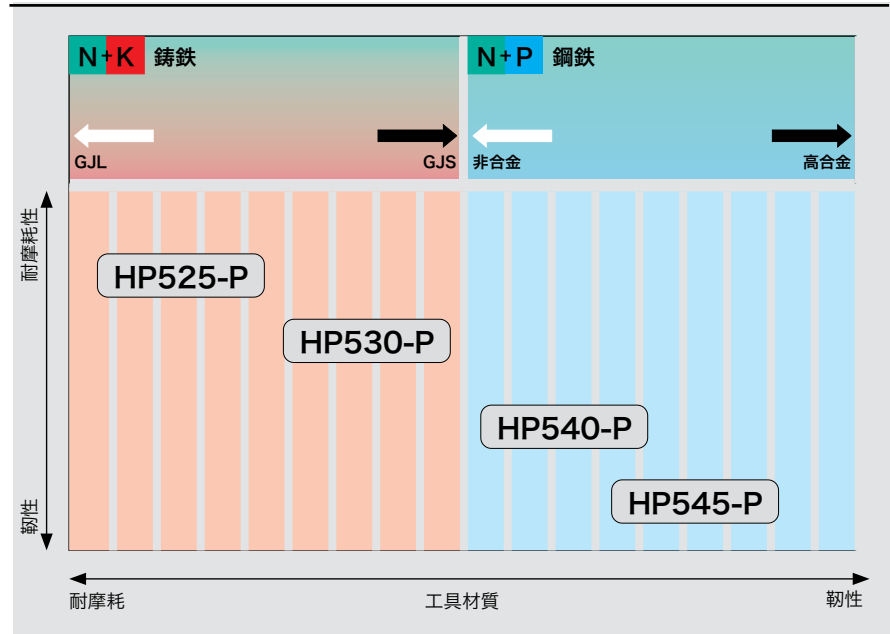 N+K 鋳鉄
N+P 鋼鉄
GJL
GJS
非合金
高合金
耐摩耗性
靭性
HP525-P
HP530-P
HP540-P
HP545-P
耐摩耗
工具材質
靭性